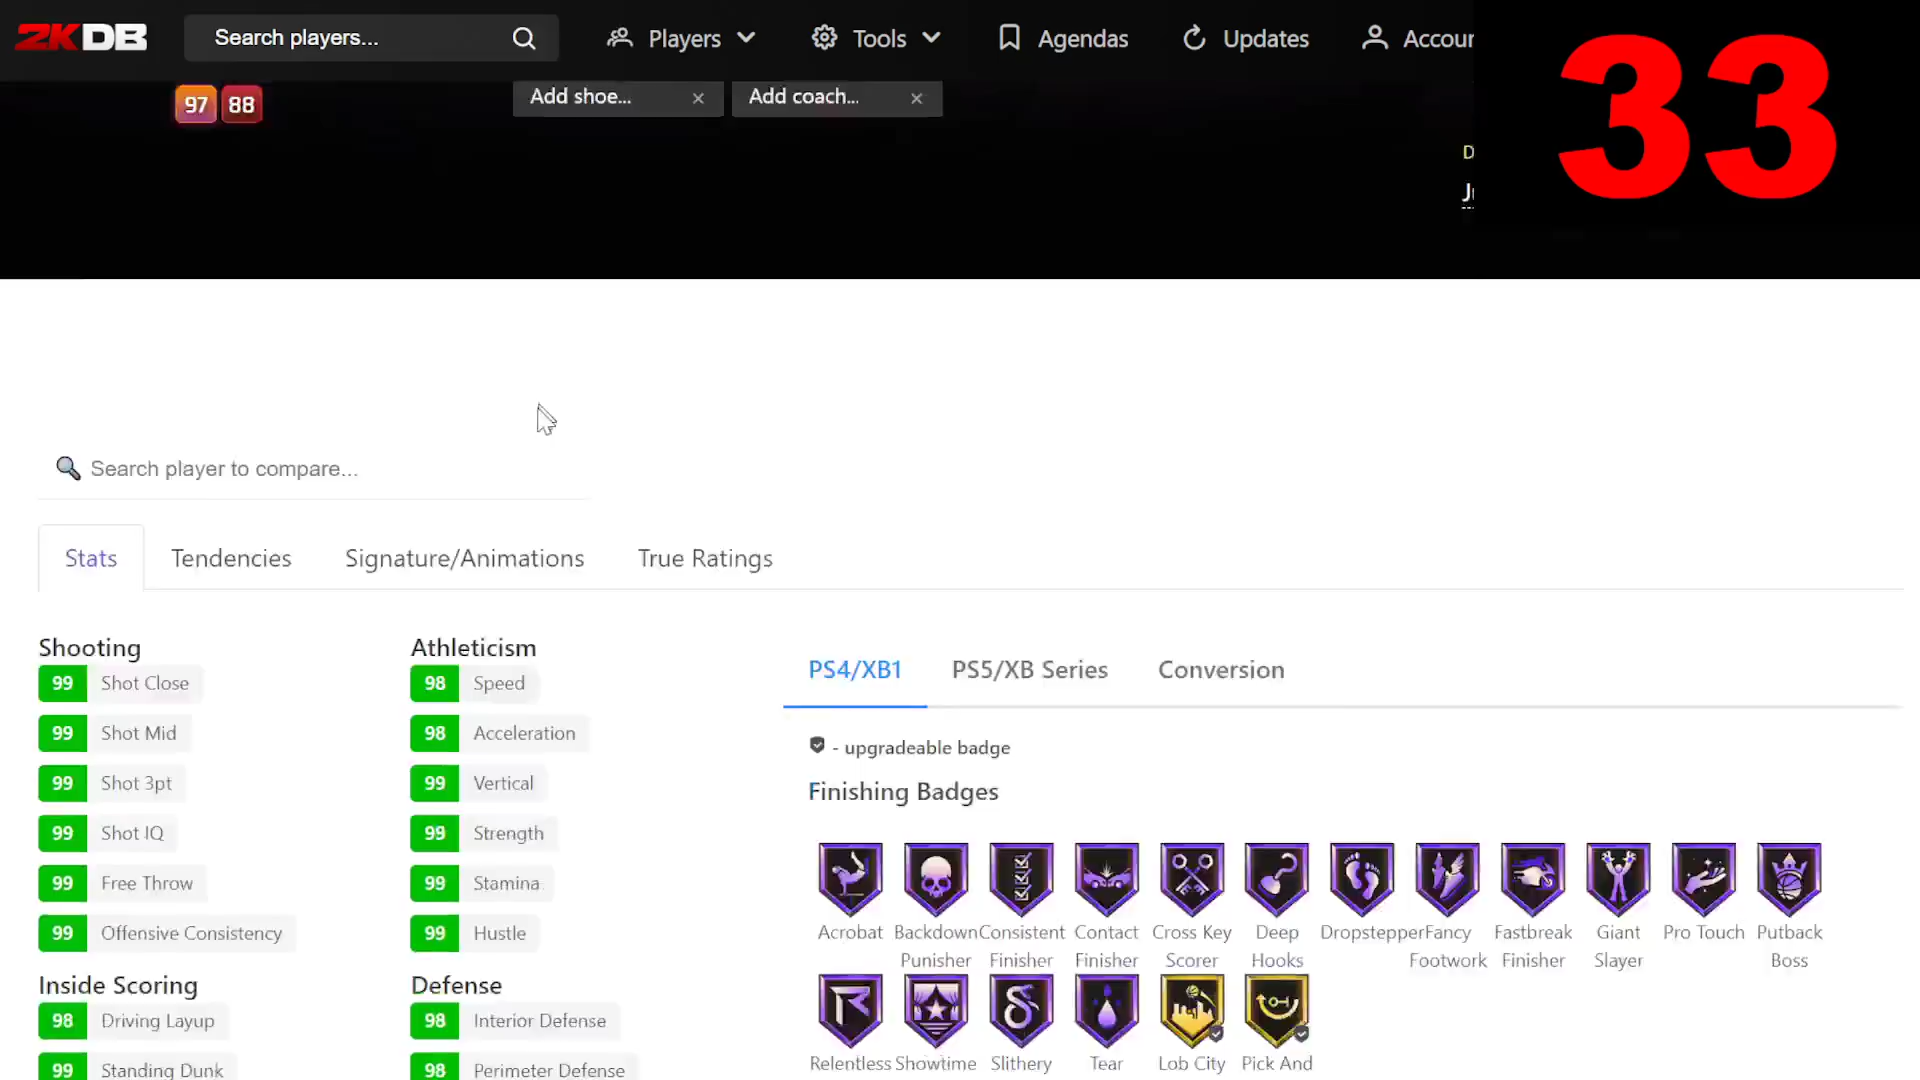 2KDB
Search players...
Players
Tools
Agendas
Updates
Accour
33
97 88
Add shoe... ×
Add coach... ×
D
Search player to compare...
Stats
Tendencies
Signature/Animations
True Ratings
Shooting
99 Shot Close
99 Shot Mid
99 Shot 3pt
99 Shot IQ
99 Free Throw
99 Offensive Consistency
Inside Scoring
98 Driving Layup
99 Standing Dunk
Athleticism
98 Speed
98 Acceleration
99 Vertical
99 Strength
99 Stamina
99 Hustle
Defense
98 Interior Defense
98 Perimeter Defense
PS4/XB1
PS5/XB Series
Conversion
- upgradeable badge
Finishing Badges
Acrobat
Backdown
Punisher
Consistent
Finisher
Contact
Finisher
Cross Key
Scorer
Deep
Hooks
Dropstepper
Fancy
Footwork
Fastbreak
Finisher
Giant
Slayer
Pro Touch
Putback
Boss
Relentless
Showtime
Slithery
Tear
Lob City
Pick And